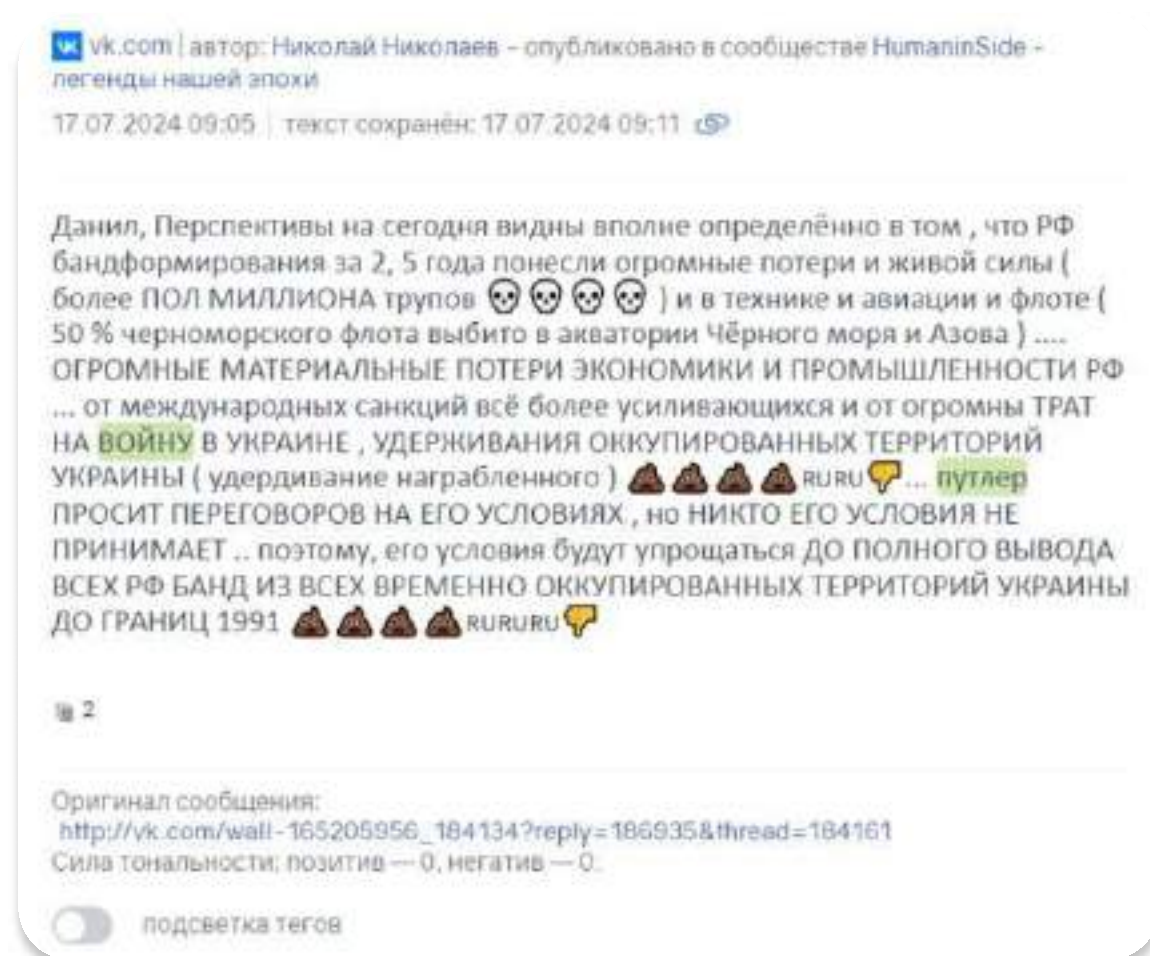 vk.com | автор: Николай Николаев – опубликовано в сообществе HumaninSide –
легенды нашей эпохи
17.07.2024 09:05 | текст сохранён: 17.07.2024 09:11
Данил, Перспективы на сегодня видны вполне определённо в том , что РФ
бандформирования за 2, 5 года понесли огромные потери и живой силы (
более ПОЛ МИЛЛИОНА трупов 💀💀💀💀 ) и в технике и авиации и флоте (
50 % черноморского флота выбито в акватории Чёрного моря и Азова ) ....
ОГРОМНЫЕ МАТЕРИАЛЬНЫЕ ПОТЕРИ ЭКОНОМИКИ И ПРОМЫШЛЕННОСТИ РФ
... от международных санкций всё более усиливающихся и от огромны ТРАТ
НА ВОЙНУ В УКРАИНЕ , УДЕРЖИВАНИЯ ОККУПИРОВАННЫХ ТЕРРИТОРИЙ
УКРАИНЫ ( удердивание награбленного ) 💩💩💩💩RURU👎... путлер
ПРОСИТ ПЕРЕГОВОРОВ НА ЕГО УСЛОВИЯХ , но НИКТО ЕГО УСЛОВИЯ НЕ
ПРИНИМАЕТ .. поэтому, его условия будут упрощаться ДО ПОЛНОГО ВЫВОДА
ВСЕХ РФ БАНД ИЗ ВСЕХ ВРЕМЕННО ОККУПИРОВАННЫХ ТЕРРИТОРИЙ УКРАИНЫ
ДО ГРАНИЦ 1991 💩💩💩💩RURURU👎
2
Оригинал сообщения:
http://vk.com/wall-165205956_184134?reply=186935&thread=184161
Сила тональности: позитив — 0, негатив — 0.
подсветка тегов